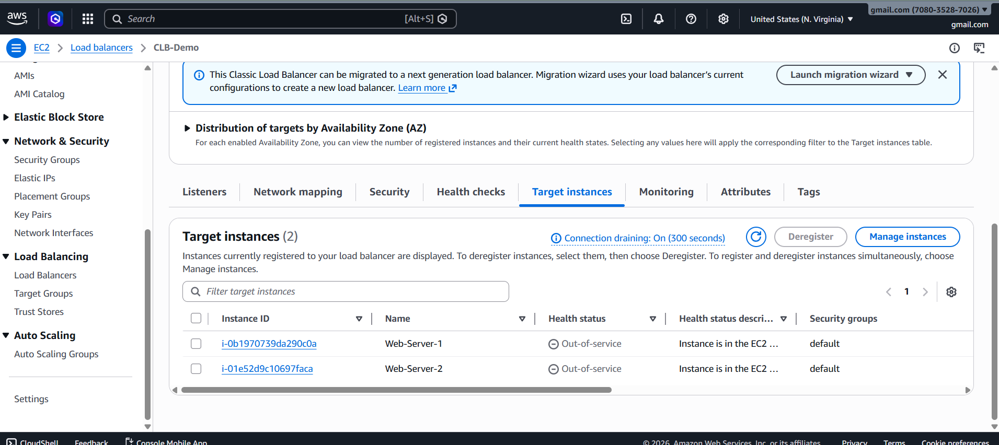 aws
Search
[Alt+S]
United States (N. Virginia)
gmail.com (7080-3528-7026)
gmail.com
EC2
Load balancers
CLB-Demo
AMIs
AMI Catalog
Elastic Block Store
Network & Security
Security Groups
Elastic IPs
Placement Groups
Key Pairs
Network Interfaces
Load Balancing
Load Balancers
Target Groups
Trust Stores
Auto Scaling
Auto Scaling Groups
Settings
This Classic Load Balancer can be migrated to a next generation load balancer. Migration wizard uses your load balancer's current
configurations to create a new load balancer. Learn more
Launch migration wizard
Distribution of targets by Availability Zone (AZ)
For each enabled Availability Zone, you can view the number of registered instances and their current health states. Selecting any values here will apply the corresponding filter to the Target instances table.
Listeners
Network mapping
Security
Health checks
Target instances
Monitoring
Attributes
Tags
Target instances (2)
Connection draining: On (300 seconds)
Deregister
Manage instances
Instances currently registered to your load balancer are displayed. To deregister instances, select them, then choose Deregister. To register and deregister instances simultaneously, choose
Manage instances.
Filter target instances
1
Instance ID Name Health status Health status descri... Security groups
i-0b1970739da290c0a Web-Server-1 Out-of-service Instance is in the EC2 ... default
i-01e52d9c10697faca Web-Server-2 Out-of-service Instance is in the EC2 ... default
CloudShell
Feedback
Console Mobile App
© 2026, Amazon Web Services, Inc. or its affiliates.
Privacy
Terms
Cookie preferences